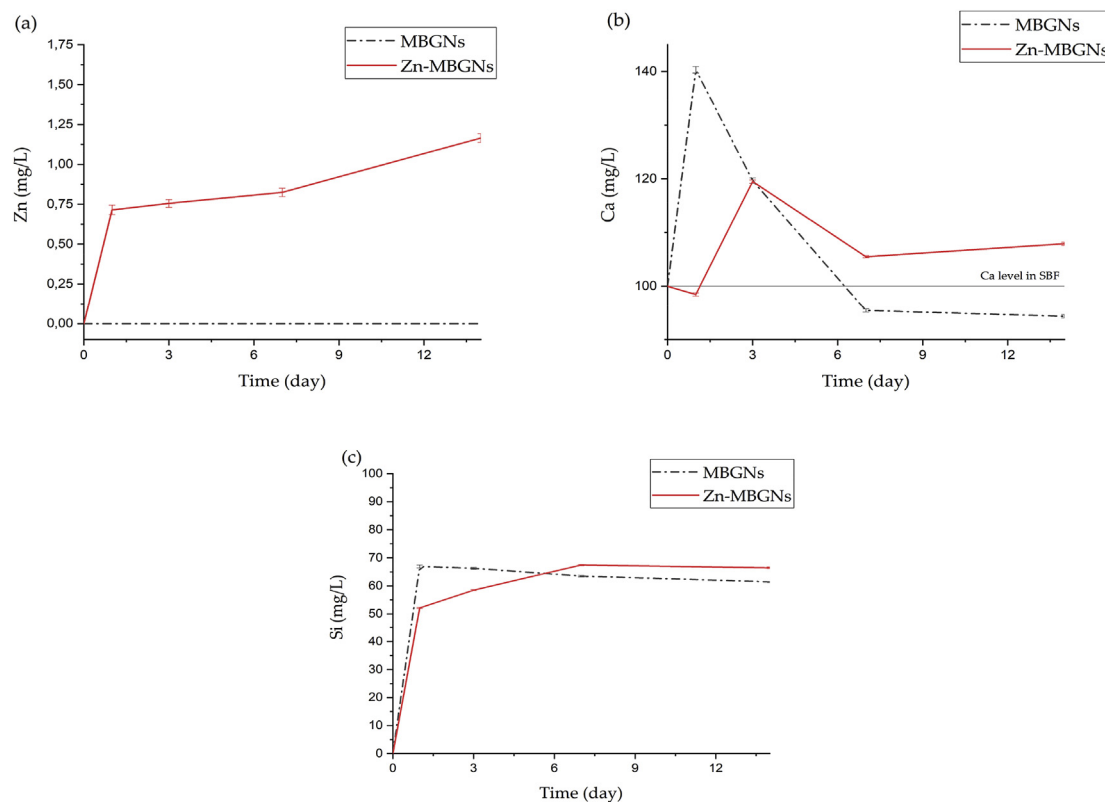 (a)
MBGNs
Zn-MBGNs
1,75
1,50
1,25
1,00
0,75
0,50
0,25
0,00
Zn (mg/L)
0 3 6 9 12
Time (day)
(b)
MBGNs
Zn-MBGNs
140
120
100
Ca (mg/L)
Ca level in SBF
0 3 6 9 12
Time (day)
(c)
MBGNs
Zn-MBGNs
100
90
80
70
60
50
40
30
20
10
0
Si (mg/L)
0 3 6 9 12
Time (day)